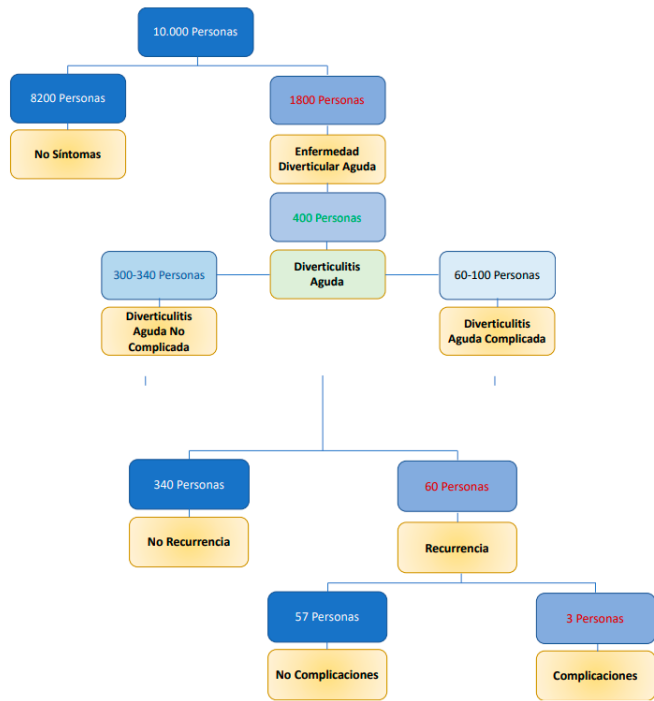 10.000 Personas
8200 Personas
1800 Personas
No Síntomas
Enfermedad
Diverticular Aguda
400 Personas
300-340 Personas
Diverticulitis
Aguda
60-100 Personas
Diverticulitis
Aguda No
Complicada
Diverticulitis
Aguda Complicada
340 Personas
60 Personas
No Recurrencia
Recurrencia
57 Personas
3 Personas
No Complicaciones
Complicaciones